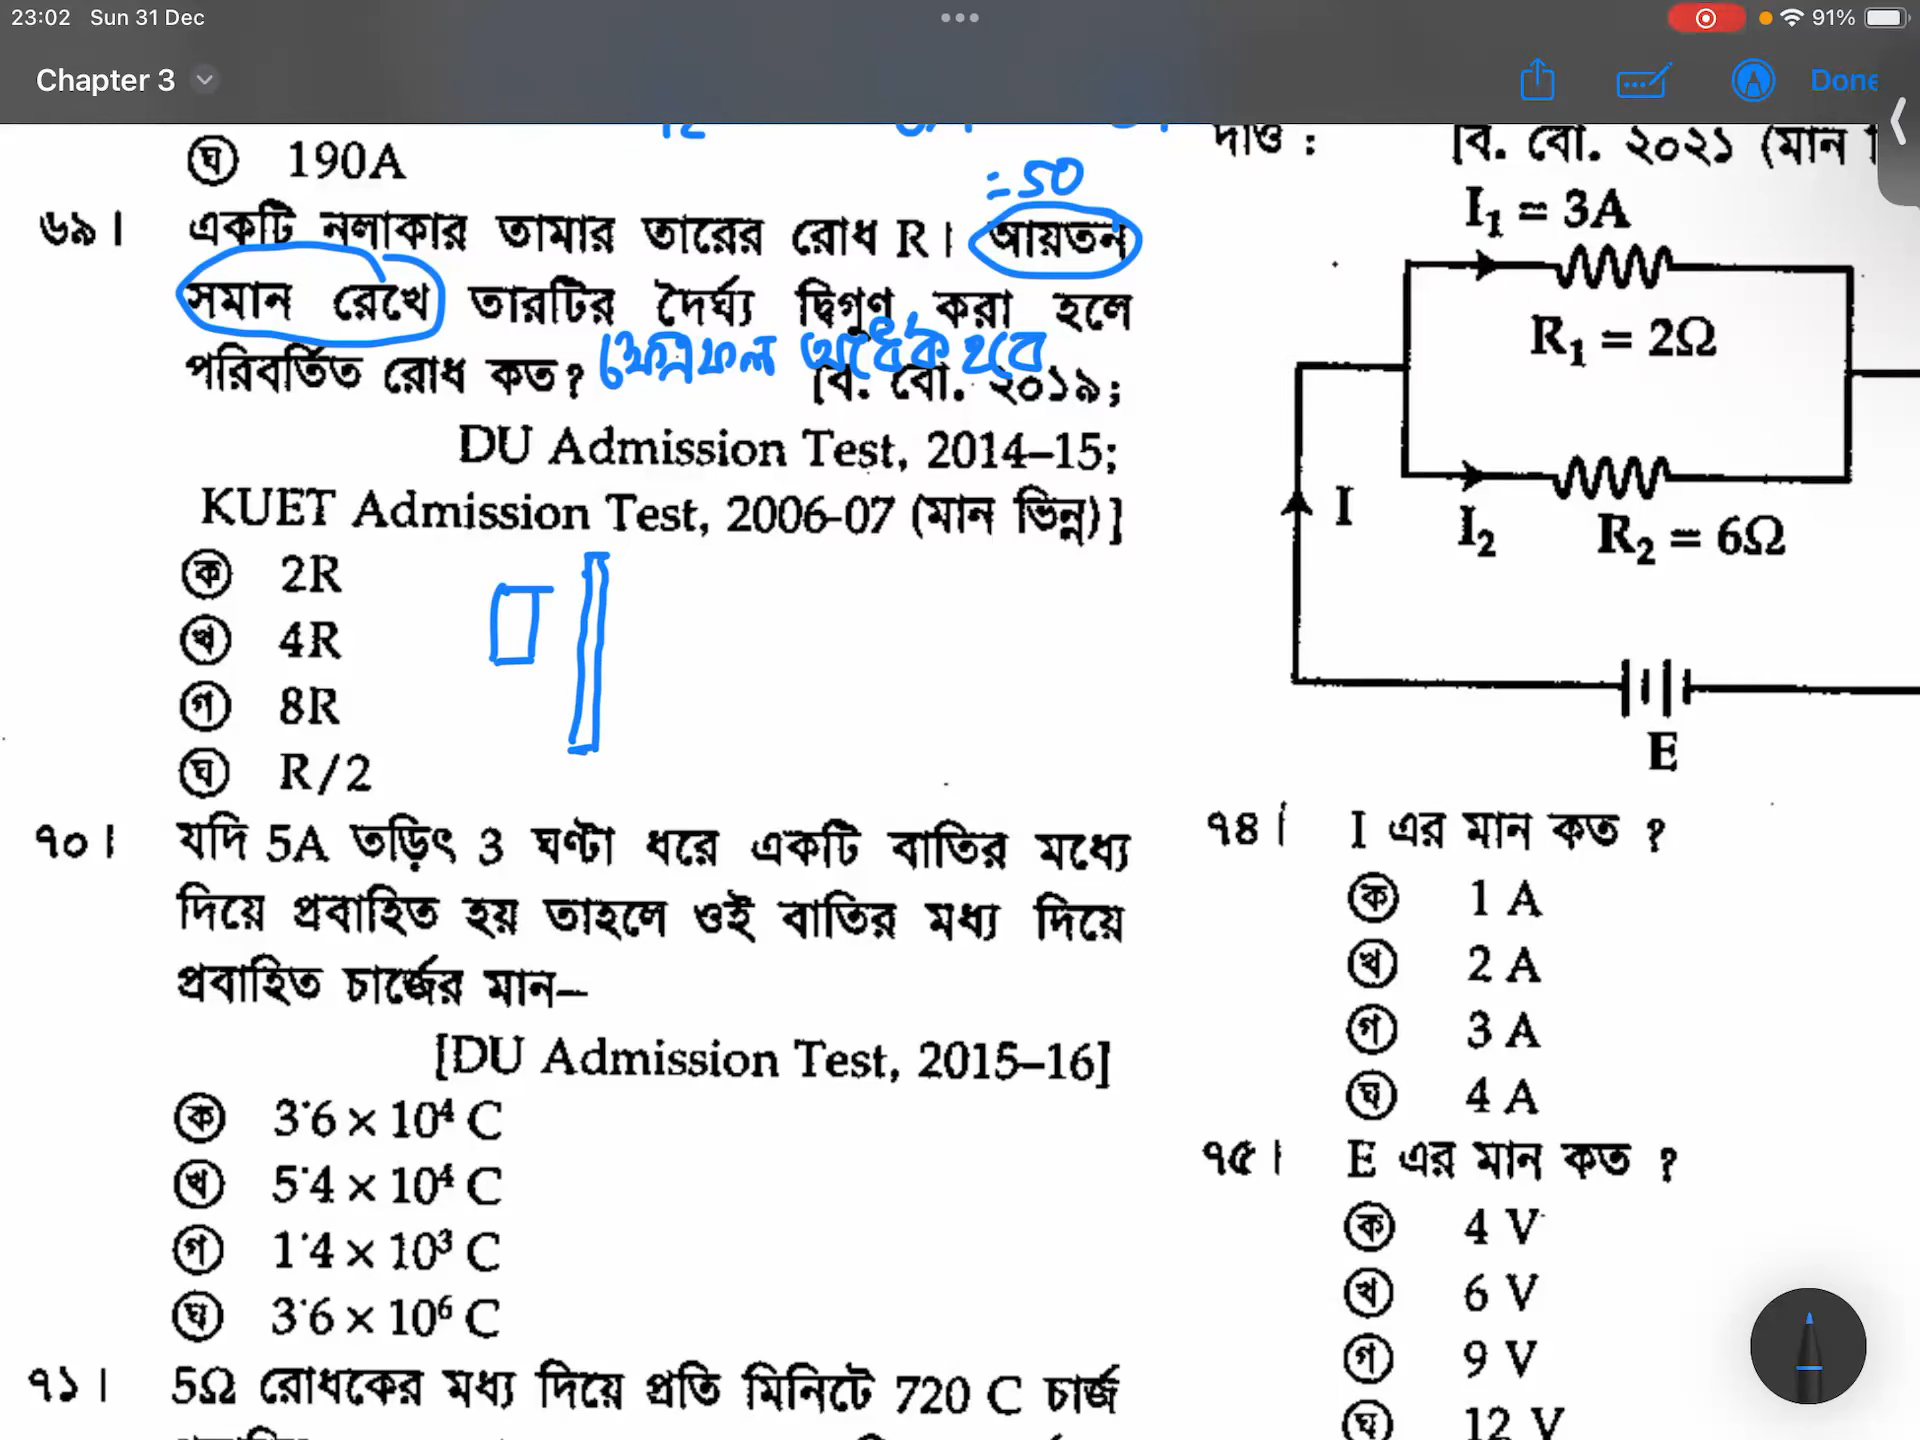 23:02 Sun 31 Dec
91%
Chapter 3
Done
ঘ 190A
=50
৬৯। একটি নলাকার তামার তারের রোধ R। আয়তন
সমান রেখে তারটির দৈর্ঘ্য দ্বিগুণ করা হলে
পরিবর্তিত রোধ কত? [ব. বো. ২০১৯;
ক্ষেত্রফল অর্ধেক হবে
DU Admission Test, 2014–15;
KUET Admission Test, 2006-07 (মান ভিন্ন)]
ক 2R
খ 4R
গ 8R
ঘ R/2
৭০। যদি 5A তড়িৎ 3 ঘণ্টা ধরে একটি বাতির মধ্যে
দিয়ে প্রবাহিত হয় তাহলে ওই বাতির মধ্য দিয়ে
প্রবাহিত চার্জের মান–
[DU Admission Test, 2015–16]
ক 3·6 × 10⁴ C
খ 5·4 × 10⁴ C
গ 1·4 × 10³ C
ঘ 3·6 × 10⁶ C
৭১। 5Ω রোধকের মধ্য দিয়ে প্রতি মিনিটে 720 C চার্জ
দাও : [ব. বো. ২০২১ (মান
I₁ = 3A
R₁ = 2Ω
I
I₂
R₂ = 6Ω
E
৭৪। I এর মান কত ?
ক 1 A
খ 2 A
গ 3 A
ঘ 4 A
৭৫। E এর মান কত ?
ক 4 V
খ 6 V
গ 9 V
ঘ 12 V